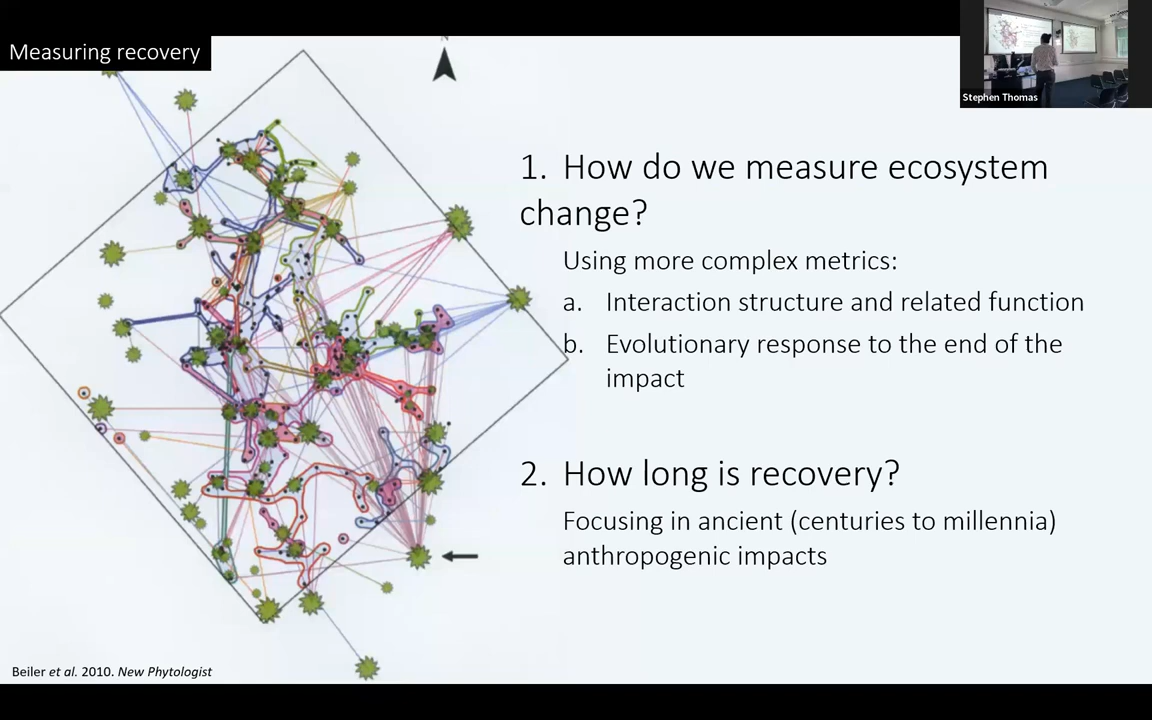 Measuring recovery
N
Stephen Thomas
1. How do we measure ecosystem
change?
Using more complex metrics:
a. Interaction structure and related function
b. Evolutionary response to the end of the
impact
2. How long is recovery?
Focusing in ancient (centuries to millennia)
anthropogenic impacts
Beiler et al. 2010. New Phytologist